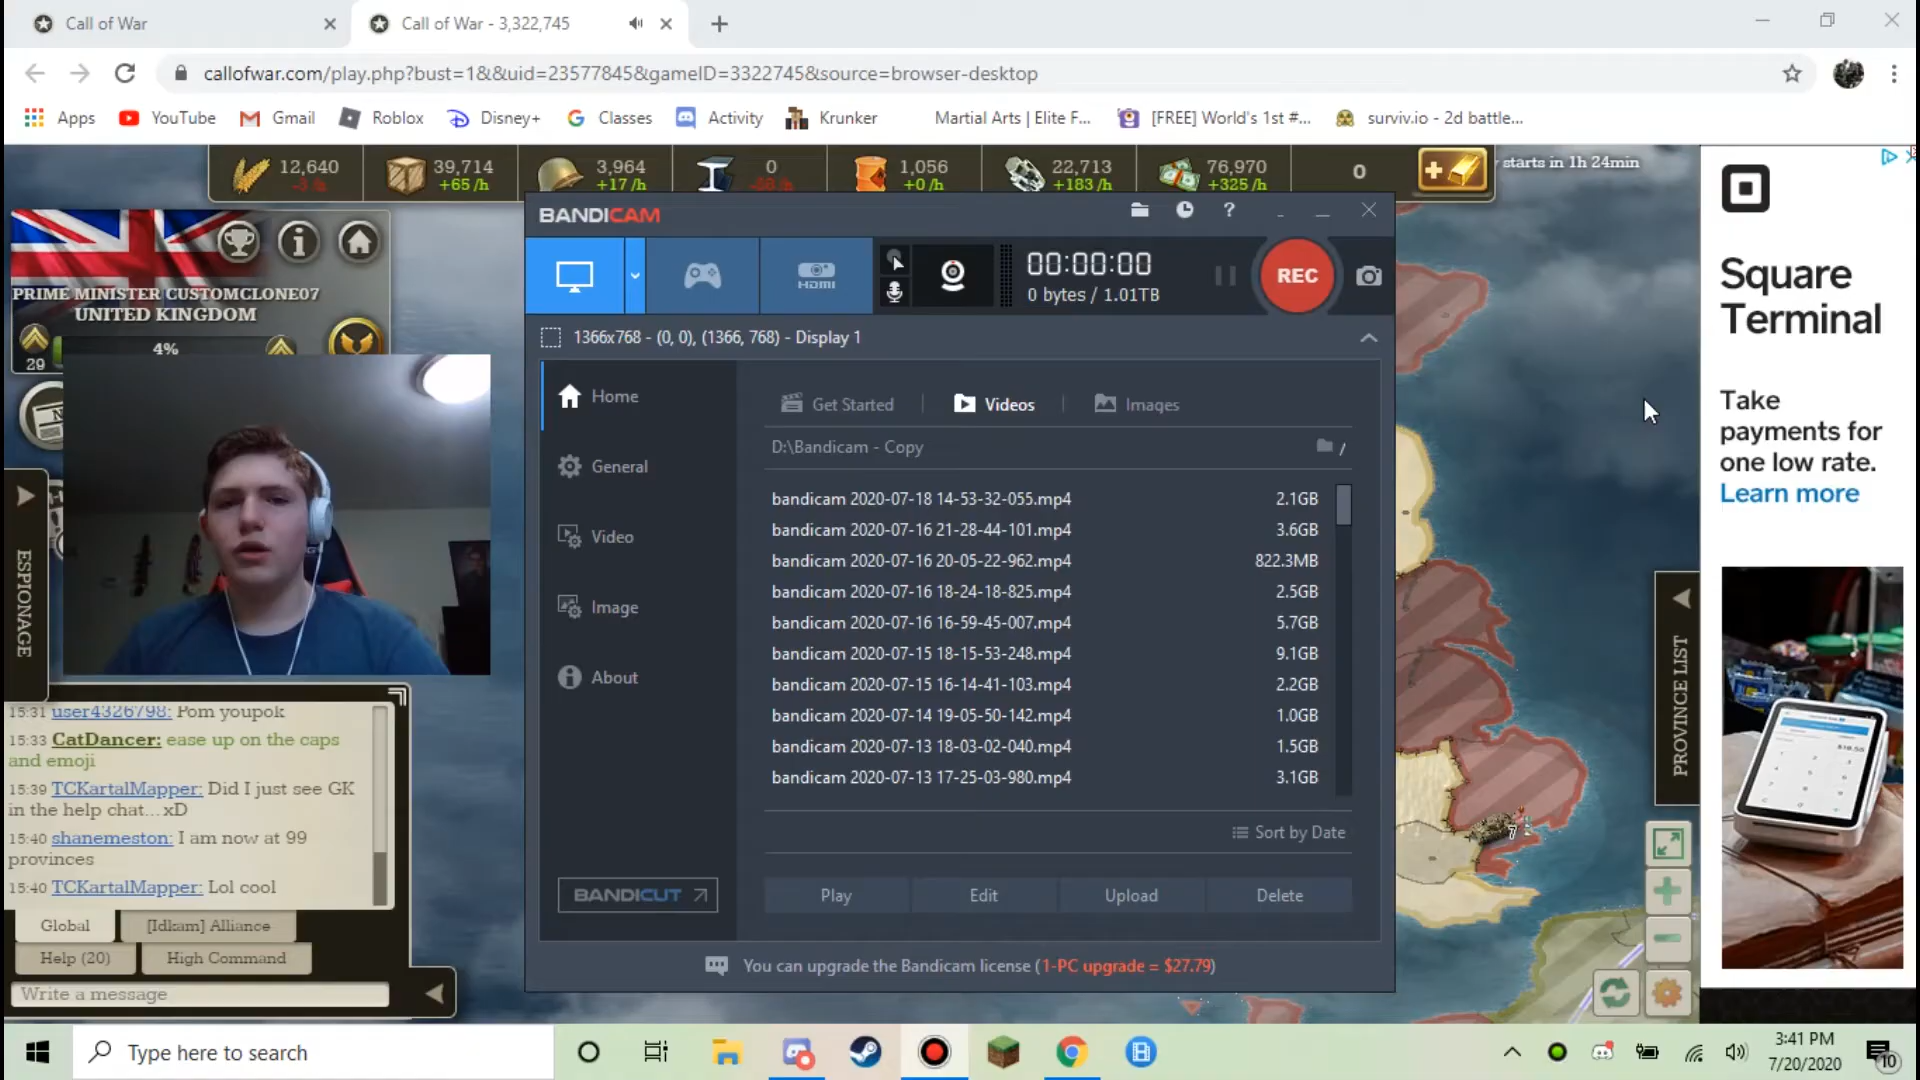 Call of War
Call of War - 3,322,745
callofwar.com/play.php?bust=1&&uid=23577845&gameID=3322745&source=browser-desktop
Apps YouTube Gmail Roblox Disney+ Classes Activity Krunker Martial Arts | Elite F... [FREE] World's 1st #... surviv.io - 2d battle...
12,640 39,714 3,964 0 1,056 22,713 76,970 0
+65 /h +17 /h +0 /h +183 /h +325 /h
starts in 1h 24min
PRIME MINISTER CUSTOMCLONE07
UNITED KINGDOM
4%
29
ESPIONAGE
15:31 user4326798: Pom youpok
15:33 CatDancer: ease up on the caps
and emoji
15:39 TCKartalMapper: Did I just see GK
in the help chat... xD
15:40 shanemeston: I am now at 99
provinces
15:40 TCKartalMapper: Lol cool
Global [Idkam] Alliance
Help (20) High Command
Write a message
BANDICAM
?
HDMI
00:00:00
0 bytes / 1.01TB
REC
1366x768 - (0, 0), (1366, 768) - Display 1
Home
General
Video
Image
About
BANDICUT
Get Started Videos Images
D:\Bandicam - Copy /
bandicam 2020-07-18 14-53-32-055.mp4 2.1GB
bandicam 2020-07-16 21-28-44-101.mp4 3.6GB
bandicam 2020-07-16 20-05-22-962.mp4 822.3MB
bandicam 2020-07-16 18-24-18-825.mp4 2.5GB
bandicam 2020-07-16 16-59-45-007.mp4 5.7GB
bandicam 2020-07-15 18-15-53-248.mp4 9.1GB
bandicam 2020-07-15 16-14-41-103.mp4 2.2GB
bandicam 2020-07-14 19-05-50-142.mp4 1.0GB
bandicam 2020-07-13 18-03-02-040.mp4 1.5GB
bandicam 2020-07-13 17-25-03-980.mp4 3.1GB
Sort by Date
Play Edit Upload Delete
You can upgrade the Bandicam license (1-PC upgrade = $27.79)
7
PROVINCE LIST
Square
Terminal
Take
payments for
one low rate.
Learn more
Type here to search
3:41 PM
7/20/2020
10